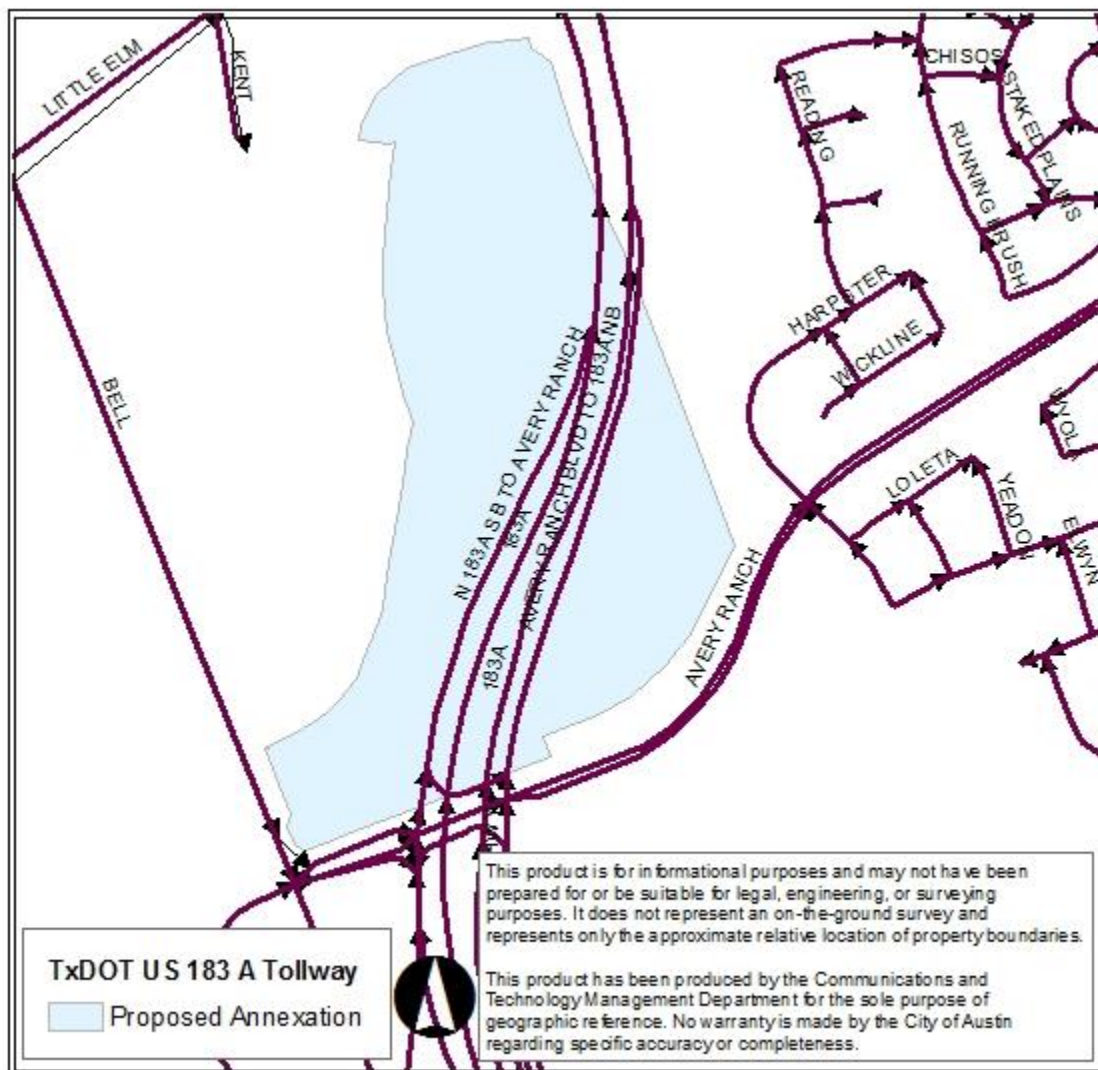 LITTLE ELM
KENT
CHISOS
READING
STAKED PLAINS
RUNNING BRUSH
HARPSTER
WICKLINE
BELL
N 183A SB TO AVERY RANCH
183A
AVERY RANCH BLVD TO 183A NB
183A
LOLETA
YEADON
ELWYN
AVERY RANCH
This product is for informational purposes and may not have been
prepared for or be suitable for legal, engineering, or surveying
purposes. It does not represent an on-the-ground survey and
represents only the approximate relative location of property boundaries.
This product has been produced by the Communications and
Technology Management Department for the sole purpose of
geographic reference. No warranty is made by the City of Austin
regarding specific accuracy or completeness.
TxDOT US 183 A Tollway
Proposed Annexation